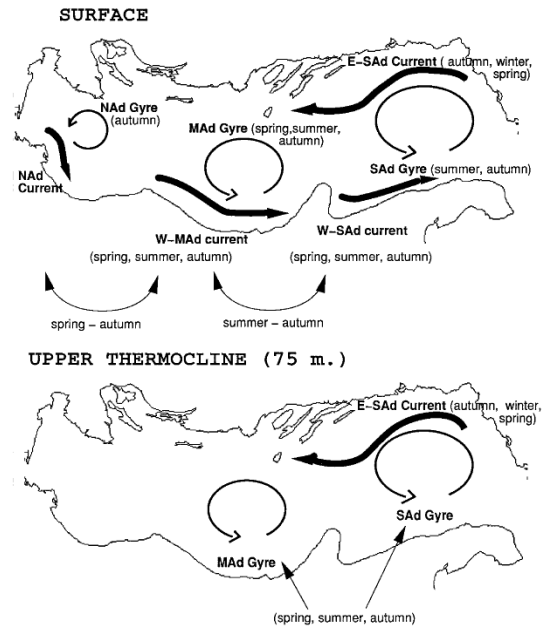 SURFACE
E-SAd Current ( autumn, winter,
spring)
NAd Gyre
(autumn)
MAd Gyre (spring,summer,
autumn)
SAd Gyre (summer, autumn)
NAd
Current
W-MAd current
(spring, summer, autumn)
W-SAd current
(spring, summer, autumn)
spring - autumn
summer - autumn
UPPER THERMOCLINE (75 m.)
E-SAd Current (autumn, winter,
spring)
SAd Gyre
MAd Gyre
(spring, summer, autumn)